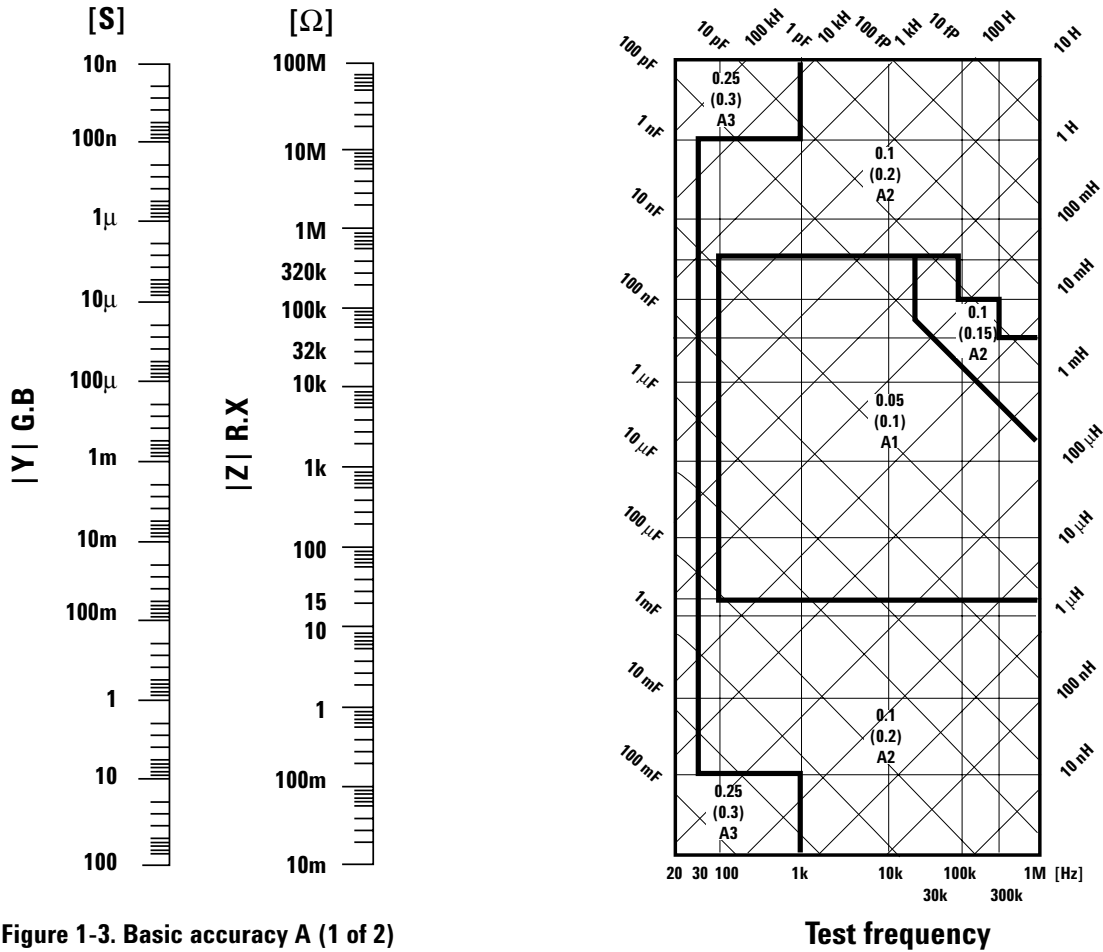 [S]
10n
100n
1μ
10μ
100μ
1m
10m
100m
1
10
100
|Y| G.B
[Ω]
100M
10M
1M
320k
100k
32k
10k
1k
100
15
10
1
100m
10m
|Z| R.X
10 pF
100 kH
1 pF
10 kH
100 fP
1 kH
10 fP
100 H
10 H
100 pF
1 nF
10 nF
100 nF
1 μF
10 μF
100 μF
1mF
10 mF
100 mF
0.25
(0.3)
A3
0.1
(0.2)
A2
0.1
(0.15)
A2
0.05
(0.1)
A1
0.1
(0.2)
A2
0.25
(0.3)
A3
1 H
100 mH
10 mH
1 mH
100 μH
10 μH
1 μH
100 nH
10 nH
20 30 100 1k 10k 100k 1M [Hz]
30k 300k
Test frequency
Figure 1-3. Basic accuracy A (1 of 2)